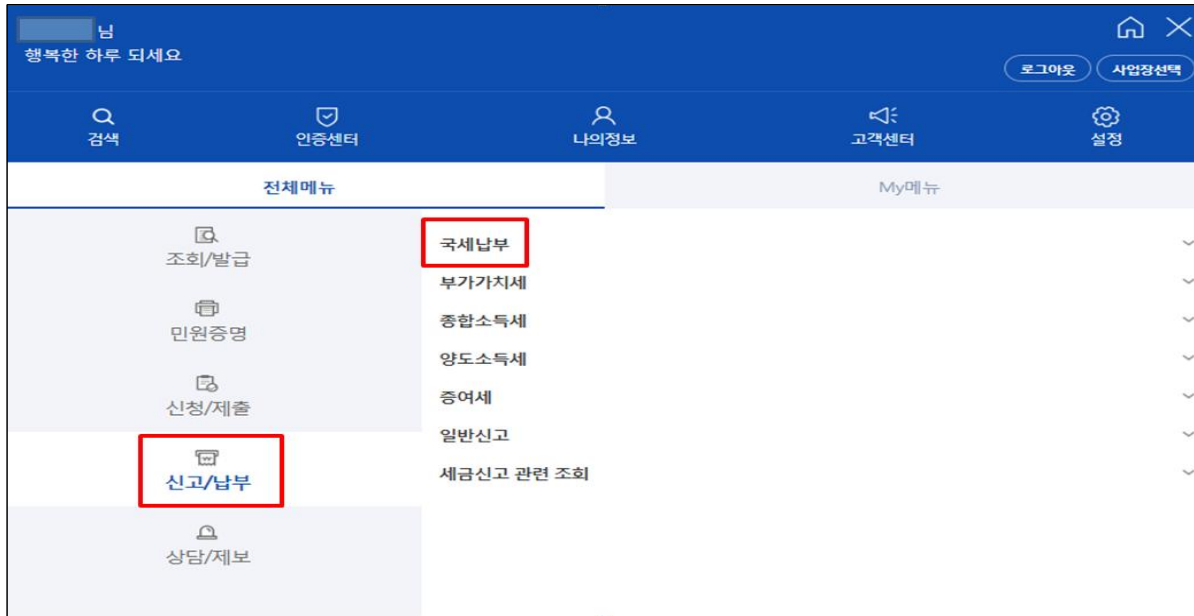 님
행복한 하루 되세요
로그아웃 사업장선택
검색 인증센터 나의정보 고객센터 설정
전체메뉴 My메뉴
조회/발급
민원증명
신청/제출
신고/납부
상담/제보
국세납부
부가가치세
종합소득세
양도소득세
증여세
일반신고
세금신고 관련 조회